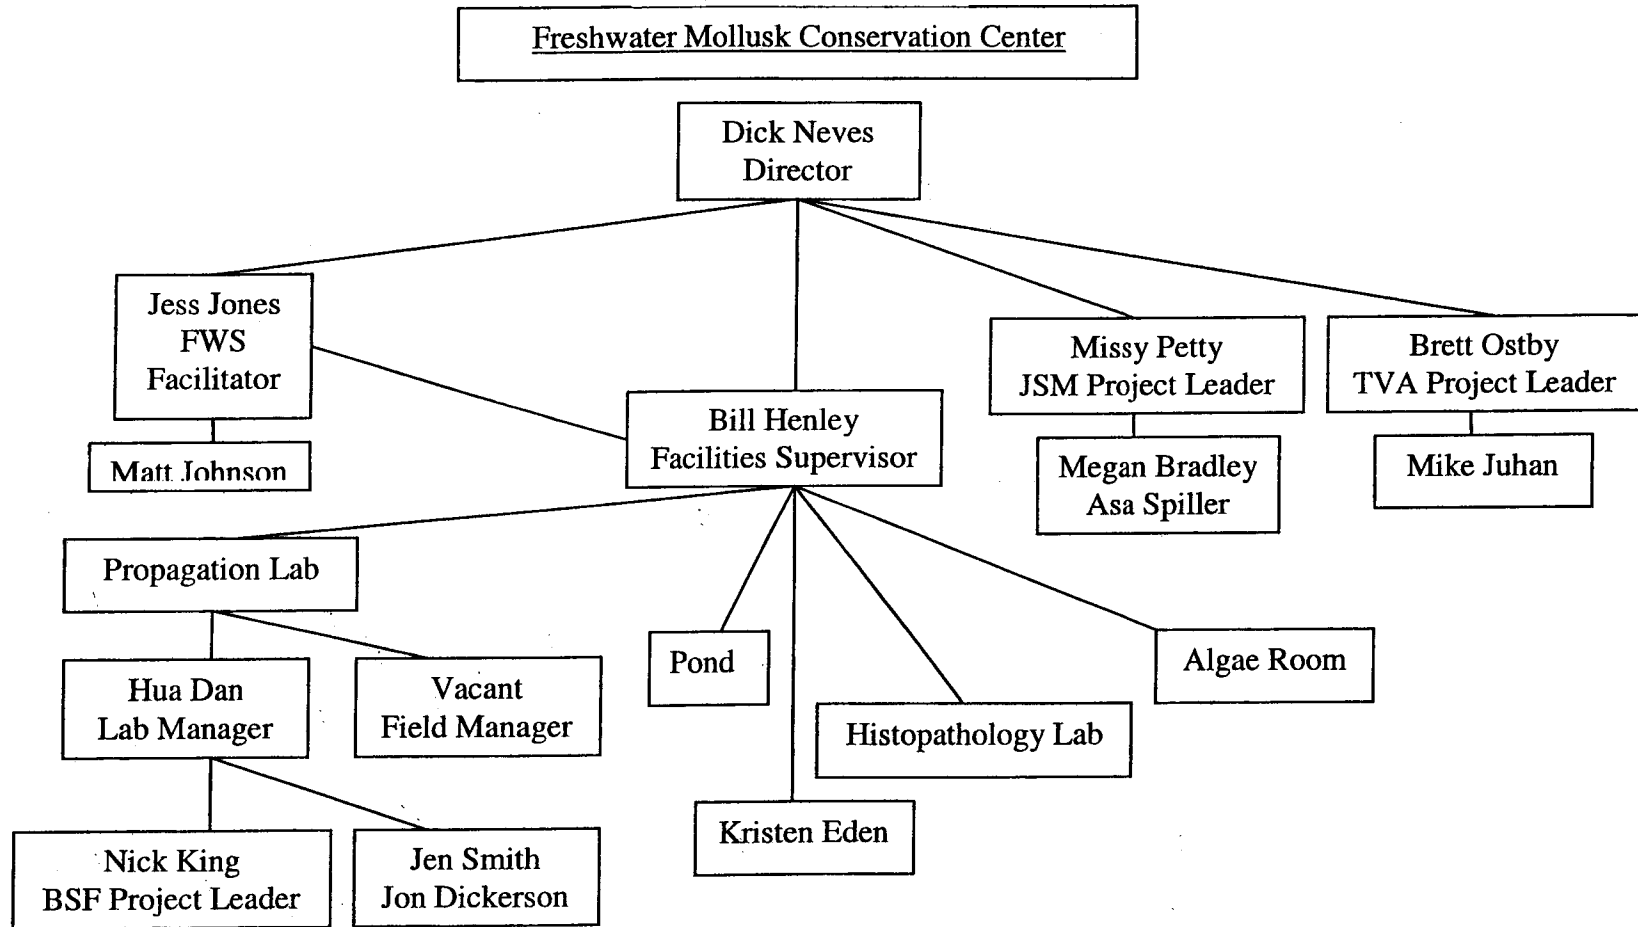 Freshwater Mollusk Conservation Center
Dick Neves
Director
Jess Jones
FWS
Facilitator
Matt Johnson
Bill Henley
Facilities Supervisor
Missy Petty
JSM Project Leader
Megan Bradley
Asa Spiller
Brett Ostby
TVA Project Leader
Mike Juhan
Propagation Lab
Hua Dan
Lab Manager
Vacant
Field Manager
Nick King
BSF Project Leader
Jen Smith
Jon Dickerson
Pond
Kristen Eden
Histopathology Lab
Algae Room